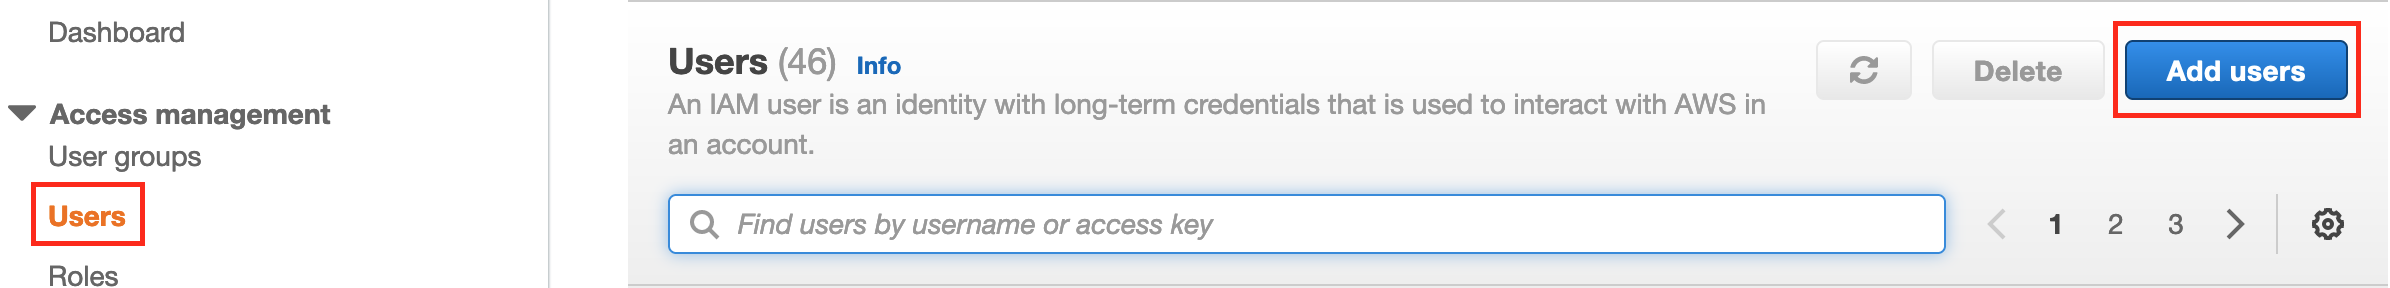 Dashboard
Access management
User groups
Users
Roles
Users (46) Info
An IAM user is an identity with long-term credentials that is used to interact with AWS in
an account.
Delete
Add users
Find users by username or access key
1 2 3